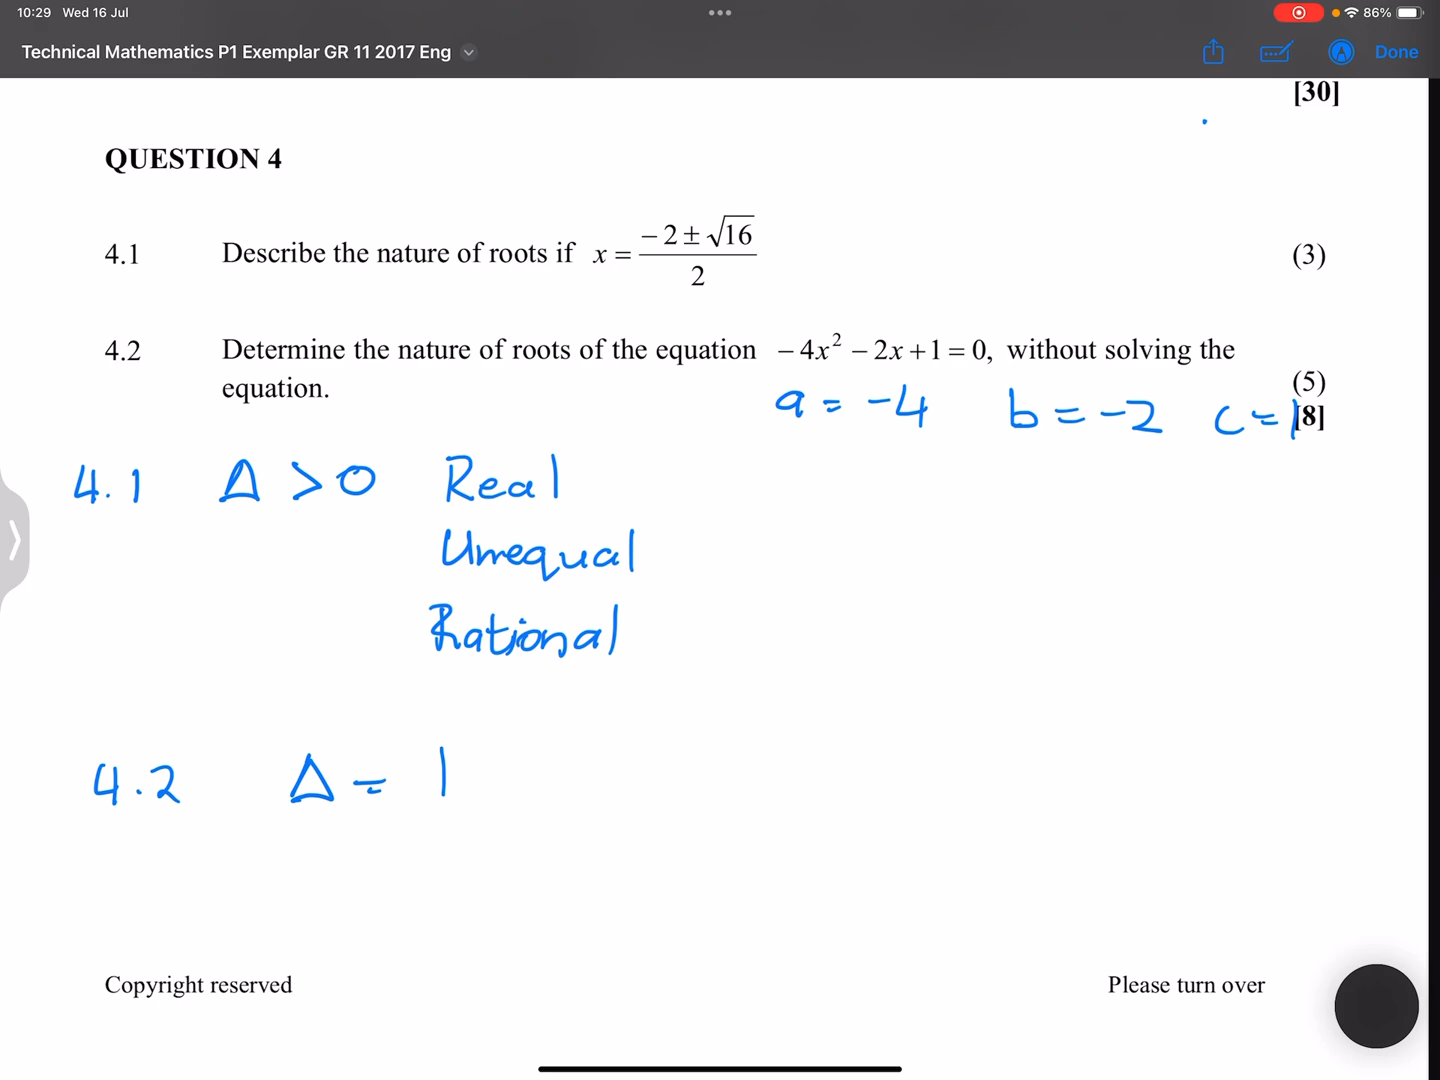 10:29 Wed 16 Jul
86%
Technical Mathematics P1 Exemplar GR 11 2017 Eng
Done
[30]
QUESTION 4
4.1 Describe the nature of roots if x = (−2 ± √16)/2 (3)
4.2 Determine the nature of roots of the equation −4x² − 2x + 1 = 0, without solving the
equation. (5)
a = -4 b = -2 c = 1 [8]
4.1 Δ > 0 Real
Unequal
Rational
4.2 Δ = 1
Copyright reserved Please turn over